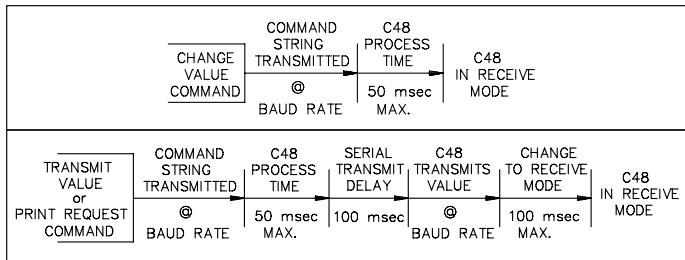 CHANGE
VALUE
COMMAND
COMMAND
STRING
TRANSMITTED
@
BAUD RATE
C48
PROCESS
TIME
50 msec
MAX.
C48
IN RECEIVE
MODE
TRANSMIT
VALUE
or
PRINT REQUEST
COMMAND
COMMAND
STRING
TRANSMITTED
@
BAUD RATE
C48
PROCESS
TIME
50 msec
MAX.
SERIAL
TRANSMIT
DELAY
100 msec
C48
TRANSMITS
VALUE
@
BAUD RATE
CHANGE
TO RECEIVE
MODE
100 msec
MAX.
C48
IN RECEIVE
MODE